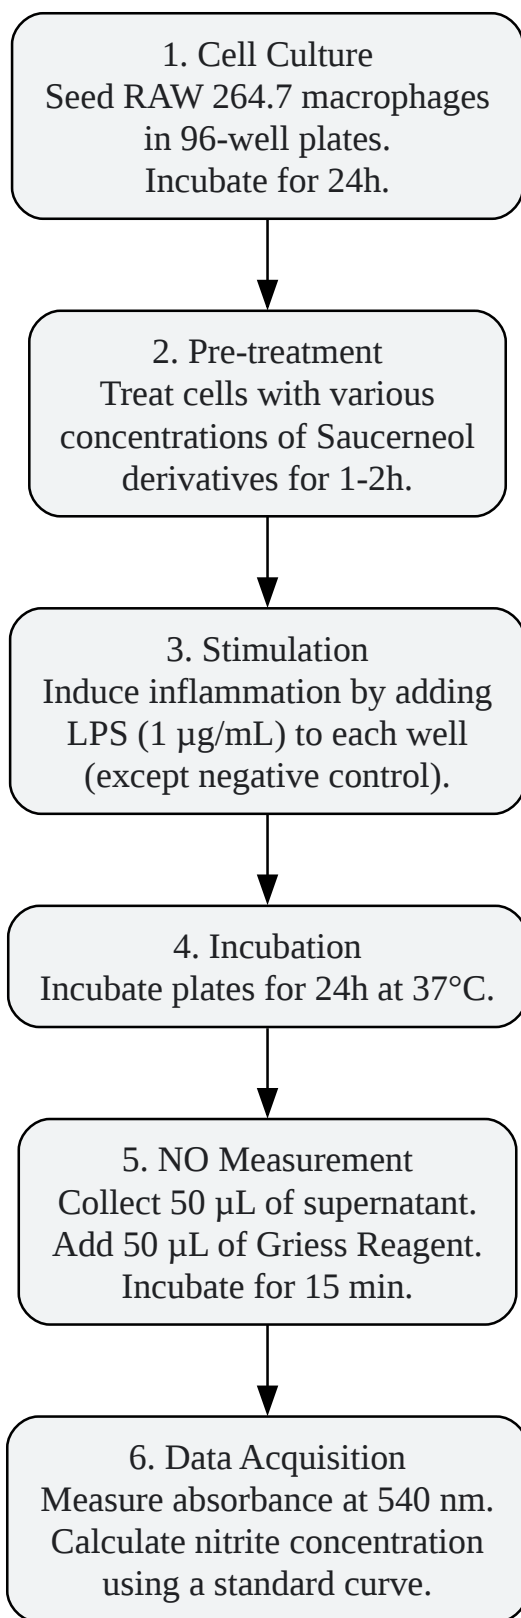 1. Cell Culture
Seed RAW 264.7 macrophages
in 96-well plates.
Incubate for 24h.
2. Pre-treatment
Treat cells with various
concentrations of Saucerneol
derivatives for 1-2h.
3. Stimulation
Induce inflammation by adding
LPS (1 µg/mL) to each well
(except negative control).
4. Incubation
Incubate plates for 24h at 37°C.
5. NO Measurement
Collect 50 µL of supernatant.
Add 50 µL of Griess Reagent.
Incubate for 15 min.
6. Data Acquisition
Measure absorbance at 540 nm.
Calculate nitrite concentration
using a standard curve.